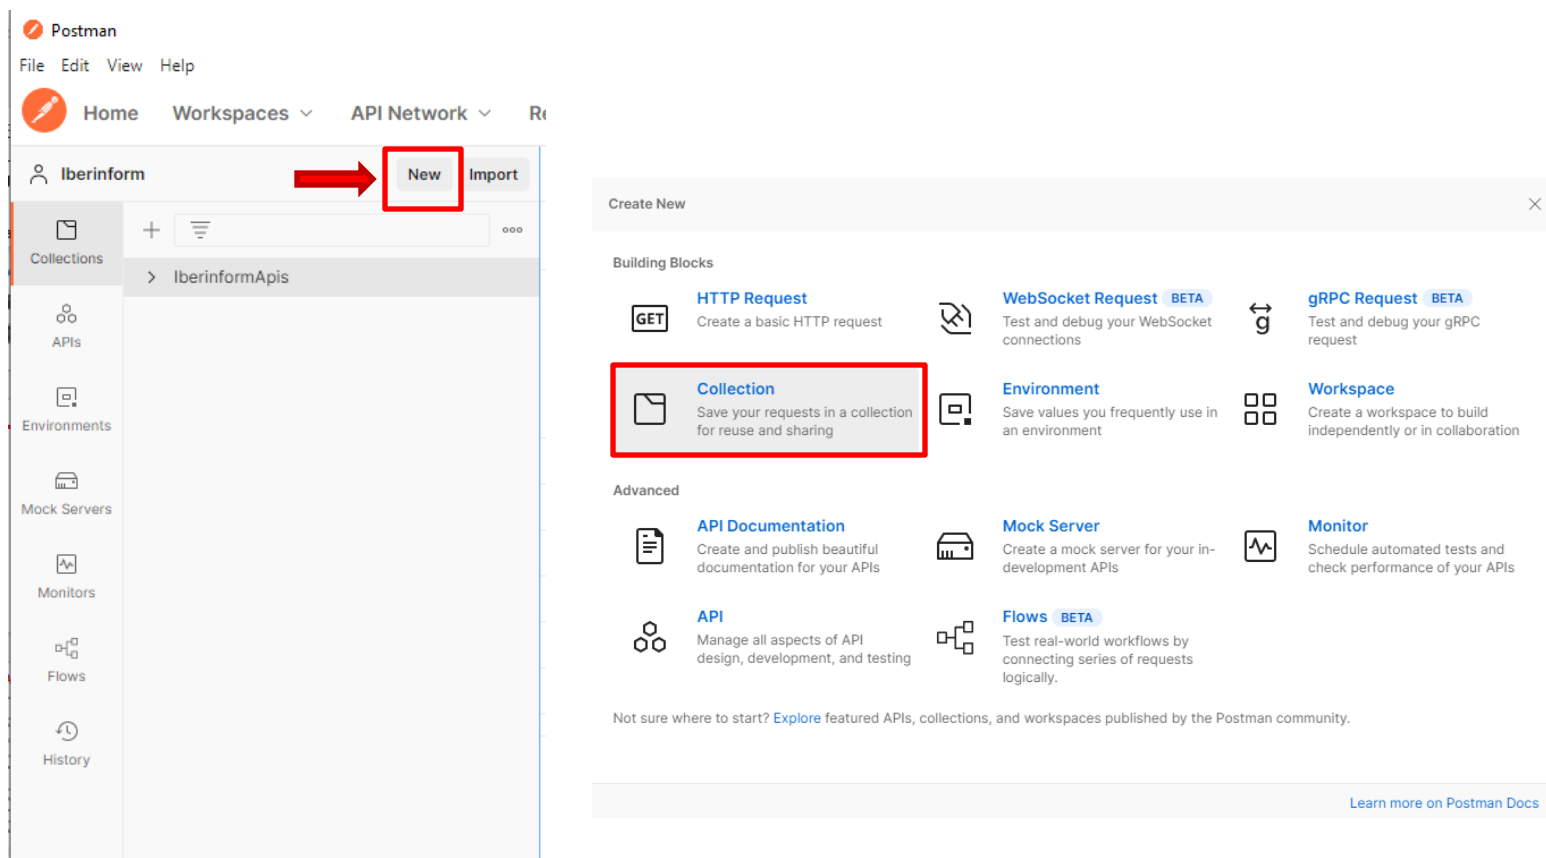 Postman
File Edit View Help
Home Workspaces API Network
Iberinform New Import
Collections
IberinformApis
APIs
Environments
Mock Servers
Monitors
Flows
History
Create New
Building Blocks
GET
HTTP Request
Create a basic HTTP request
WebSocket Request BETA
Test and debug your WebSocket
connections
g
gRPC Request BETA
Test and debug your gRPC
request
Collection
Save your requests in a collection
for reuse and sharing
Environment
Save values you frequently use in
an environment
Workspace
Create a workspace to build
independently or in collaboration
Advanced
API Documentation
Create and publish beautiful
documentation for your APIs
Mock Server
Create a mock server for your in-
development APIs
Monitor
Schedule automated tests and
check performance of your APIs
API
Manage all aspects of API
design, development, and testing
Flows BETA
Test real-world workflows by
connecting series of requests
logically.
Not sure where to start? Explore featured APIs, collections, and workspaces published by the Postman community.
Learn more on Postman Docs